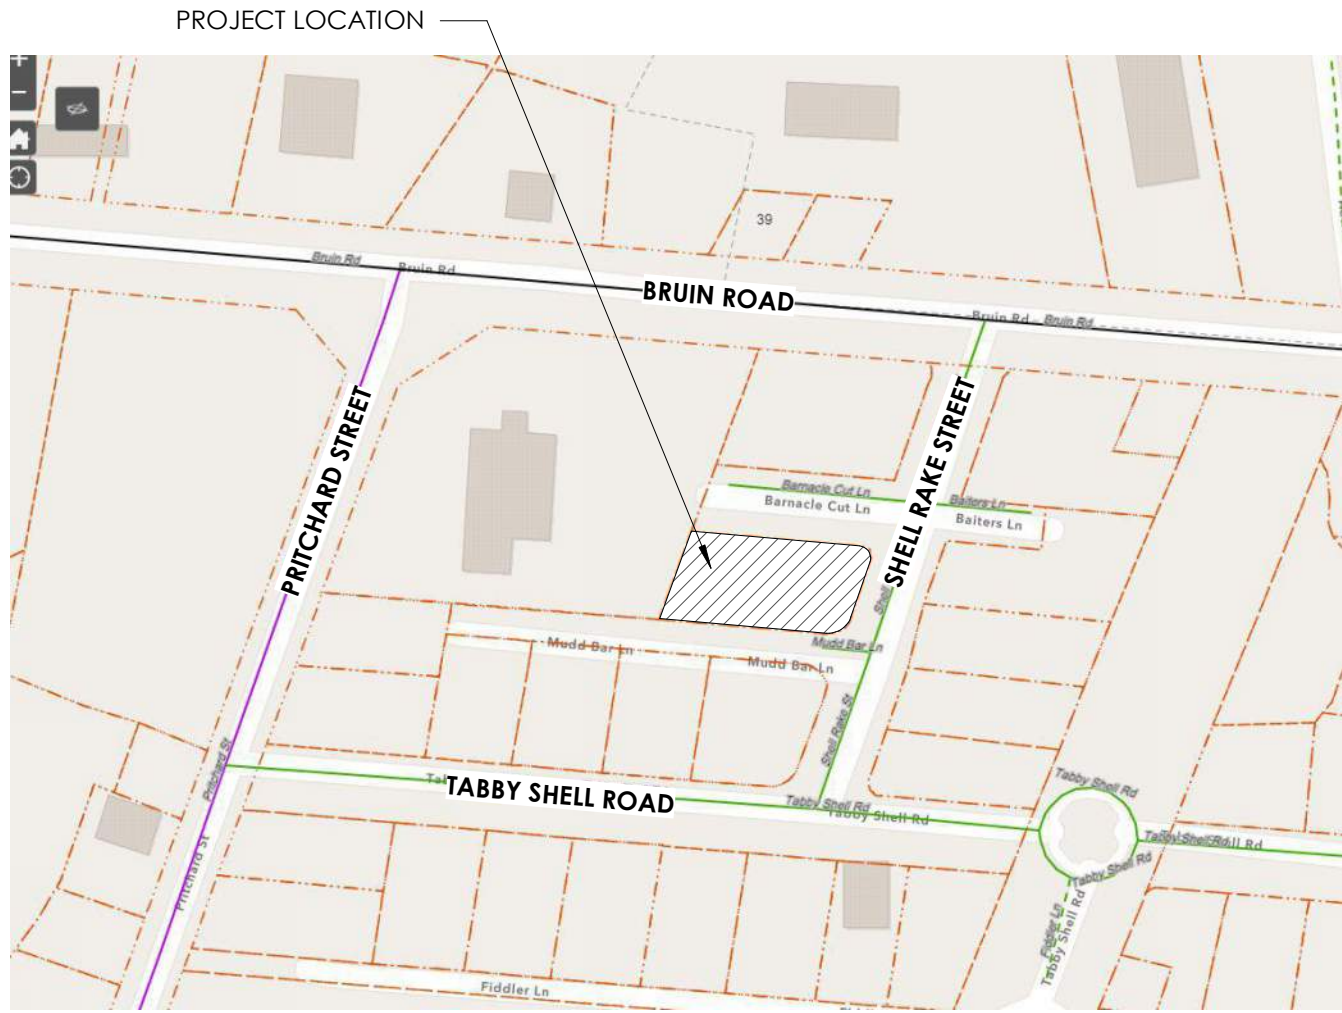 PROJECT LOCATION
39
Bruin Rd
Bruin Rd
BRUIN ROAD
Bruin Rd
Bruin Rd
PRITCHARD STREET
SHELL RAKE STREET
Barnacle Cut Ln
Barnacle Cut Ln
Baiters Ln
Baiters Ln
Shell
Mudd Bar Ln
Mudd Bar Ln
Mudd Bar Ln
Shell Rake St
Pritchard St
TABBY SHELL ROAD
Tabby Shell Rd
Tabby Shell Rd
Tabby Shell Rd
Tabby Shell Rd
ll Rd
Tabby Shell Rd
Pritchard St
Fiddler Ln
Tabby Shell Rd
Fiddler Ln